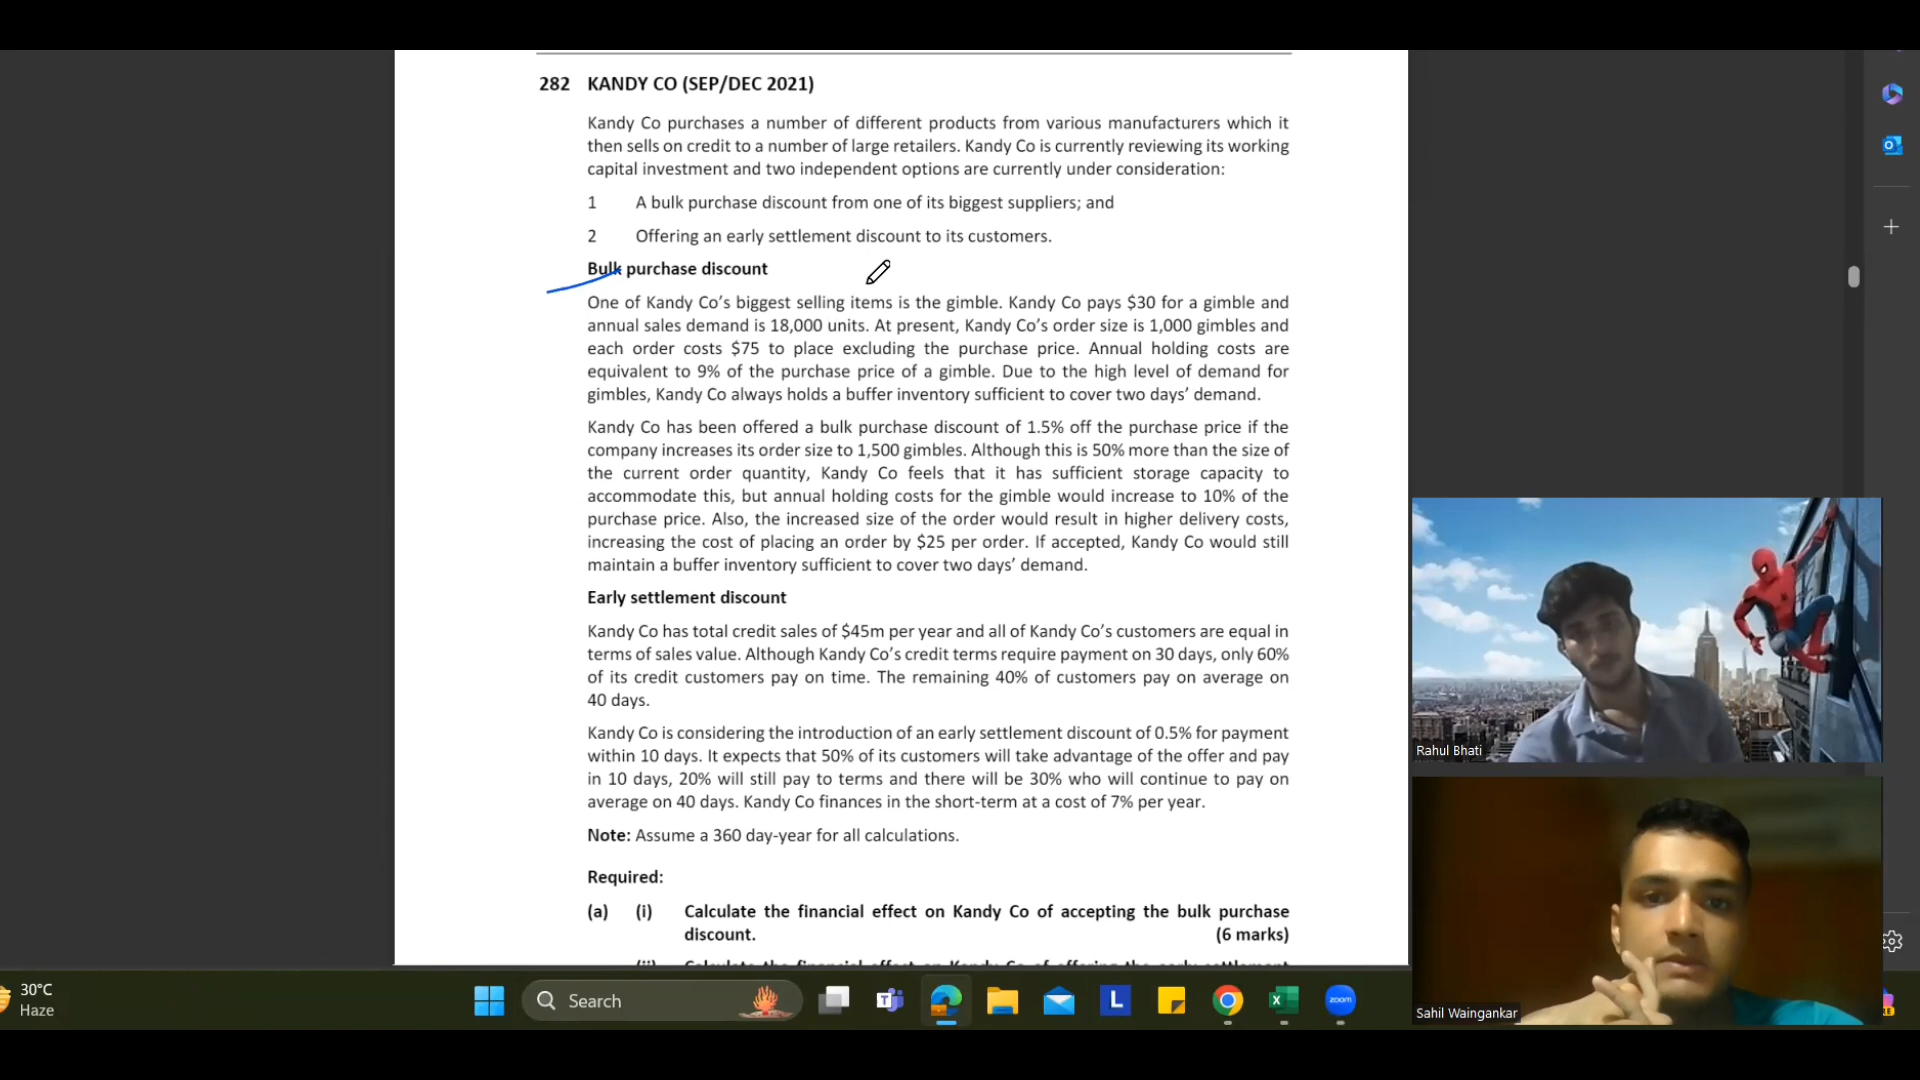 282 KANDY CO (SEP/DEC 2021)
Kandy Co purchases a number of different products from various manufacturers which it
then sells on credit to a number of large retailers. Kandy Co is currently reviewing its working
capital investment and two independent options are currently under consideration:
1 A bulk purchase discount from one of its biggest suppliers; and
2 Offering an early settlement discount to its customers.
Bulk purchase discount
One of Kandy Co's biggest selling items is the gimble. Kandy Co pays $30 for a gimble and
annual sales demand is 18,000 units. At present, Kandy Co's order size is 1,000 gimbles and
each order costs $75 to place excluding the purchase price. Annual holding costs are
equivalent to 9% of the purchase price of a gimble. Due to the high level of demand for
gimbles, Kandy Co always holds a buffer inventory sufficient to cover two days' demand.
Kandy Co has been offered a bulk purchase discount of 1.5% off the purchase price if the
company increases its order size to 1,500 gimbles. Although this is 50% more than the size of
the current order quantity, Kandy Co feels that it has sufficient storage capacity to
accommodate this, but annual holding costs for the gimble would increase to 10% of the
purchase price. Also, the increased size of the order would result in higher delivery costs,
increasing the cost of placing an order by $25 per order. If accepted, Kandy Co would still
maintain a buffer inventory sufficient to cover two days' demand.
Early settlement discount
Kandy Co has total credit sales of $45m per year and all of Kandy Co's customers are equal in
terms of sales value. Although Kandy Co's credit terms require payment on 30 days, only 60%
of its credit customers pay on time. The remaining 40% of customers pay on average on
40 days.
Kandy Co is considering the introduction of an early settlement discount of 0.5% for payment
within 10 days. It expects that 50% of its customers will take advantage of the offer and pay
in 10 days, 20% will still pay to terms and there will be 30% who will continue to pay on
average on 40 days. Kandy Co finances in the short-term at a cost of 7% per year.
Note: Assume a 360 day-year for all calculations.
Required:
(a) (i) Calculate the financial effect on Kandy Co of accepting the bulk purchase
discount. (6 marks)
(ii) Calculate the financial effect on Kandy Co of offering the early settlement
Rahul Bhati
Sahil Waingankar
30°C
Haze
Search
zoom